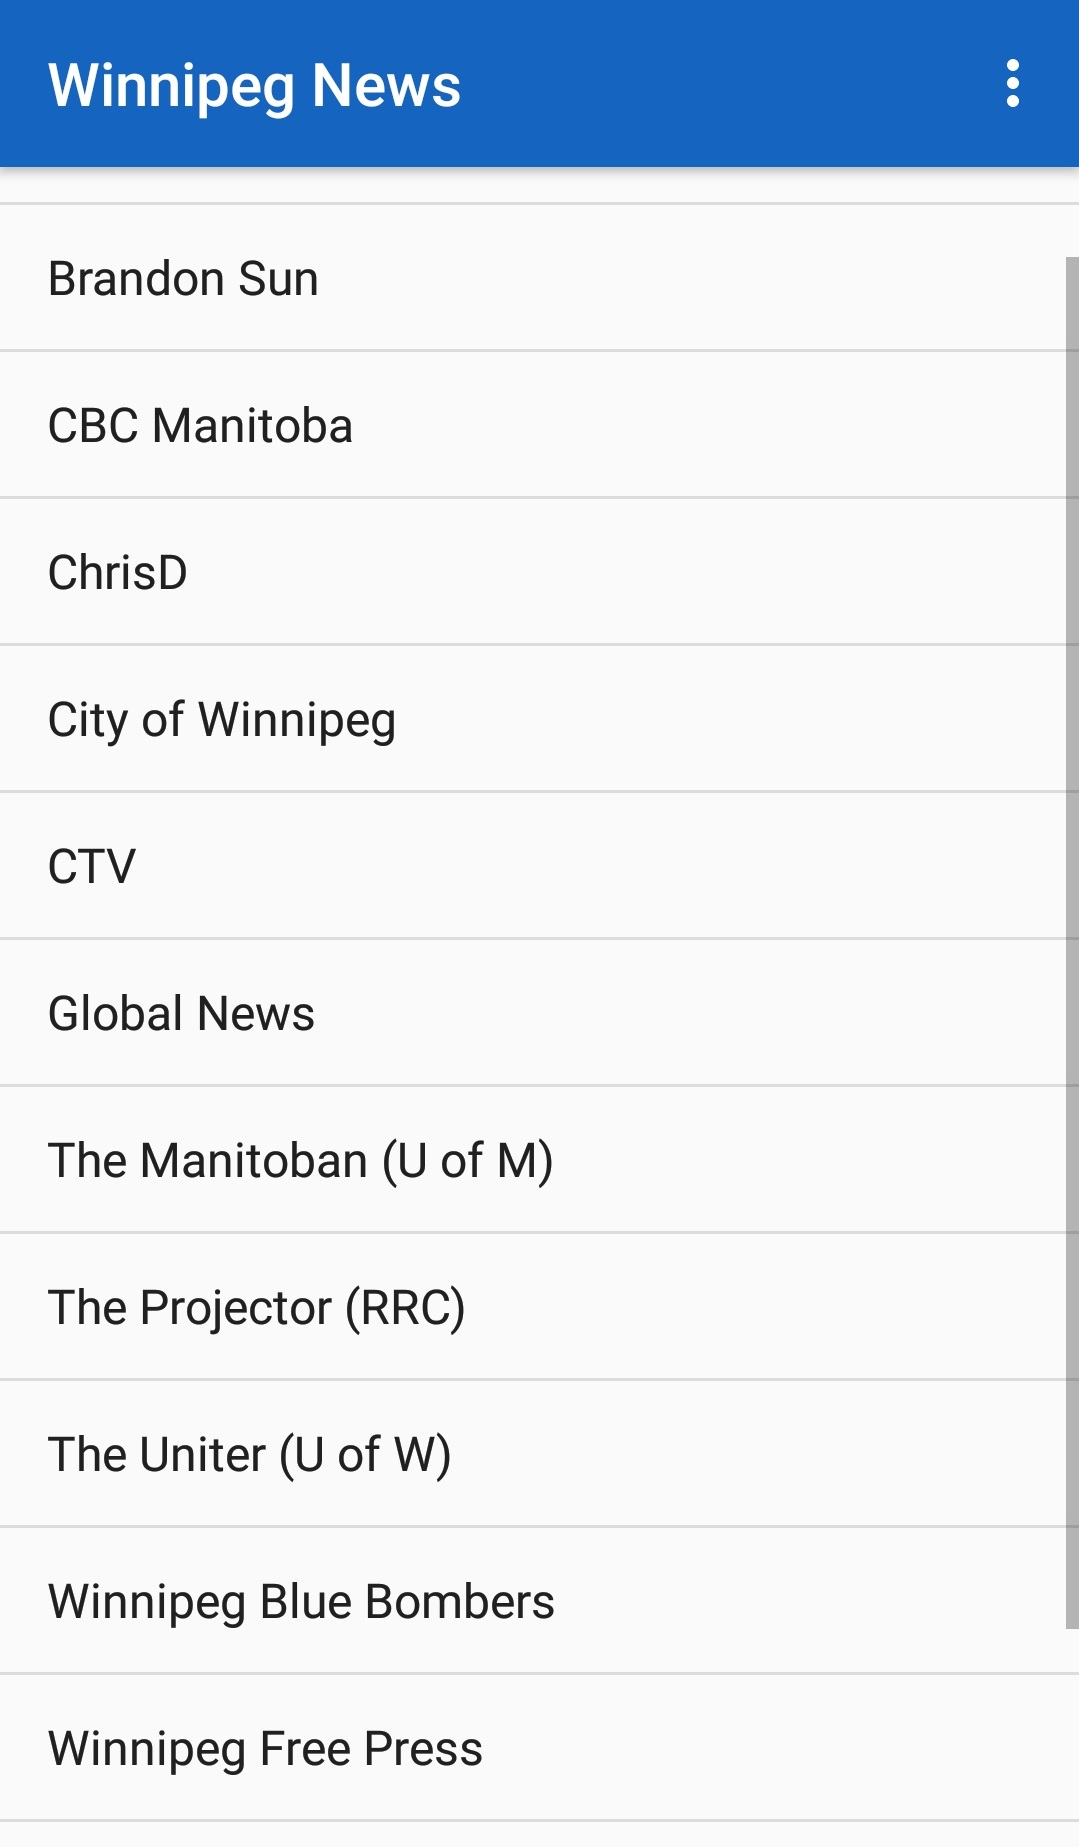 Winnipeg News
Brandon Sun
CBC Manitoba
ChrisD
City of Winnipeg
CTV
Global News
The Manitoban (U of M)
The Projector (RRC)
The Uniter (U of W)
Winnipeg Blue Bombers
Winnipeg Free Press